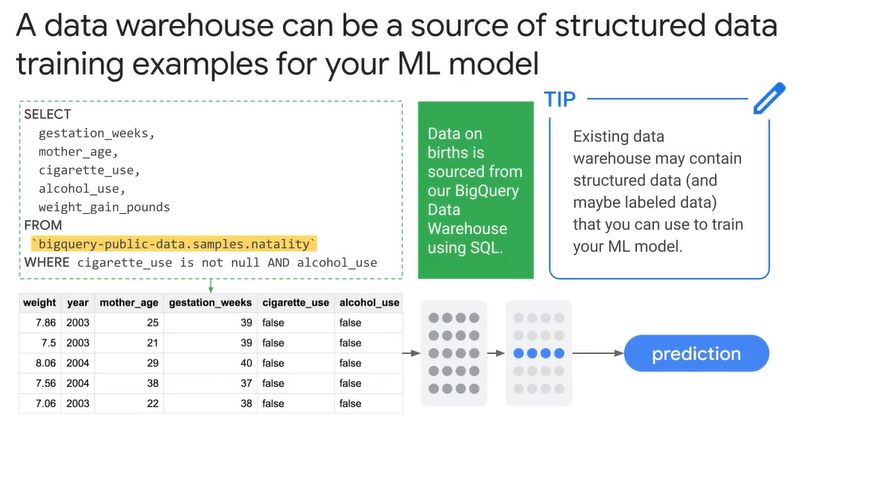 A data warehouse can be a source of structured data
training examples for your ML model
SELECT
gestation_weeks,
mother_age,
cigarette_use,
alcohol_use,
weight_gain_pounds
FROM
`bigquery-public-data.samples.natality`
WHERE cigarette_use is not null AND alcohol_use
Data on
births is
sourced from
our BigQuery
Data
Warehouse
using SQL.
TIP
Existing data
warehouse may contain
structured data (and
maybe labeled data)
that you can use to train
your ML model.
weight year mother_age gestation_weeks cigarette_use alcohol_use
7.86 2003 25 39 false false
7.5 2003 21 39 false false
8.06 2004 29 40 false false
7.56 2004 38 37 false false
7.06 2003 22 38 false false
prediction